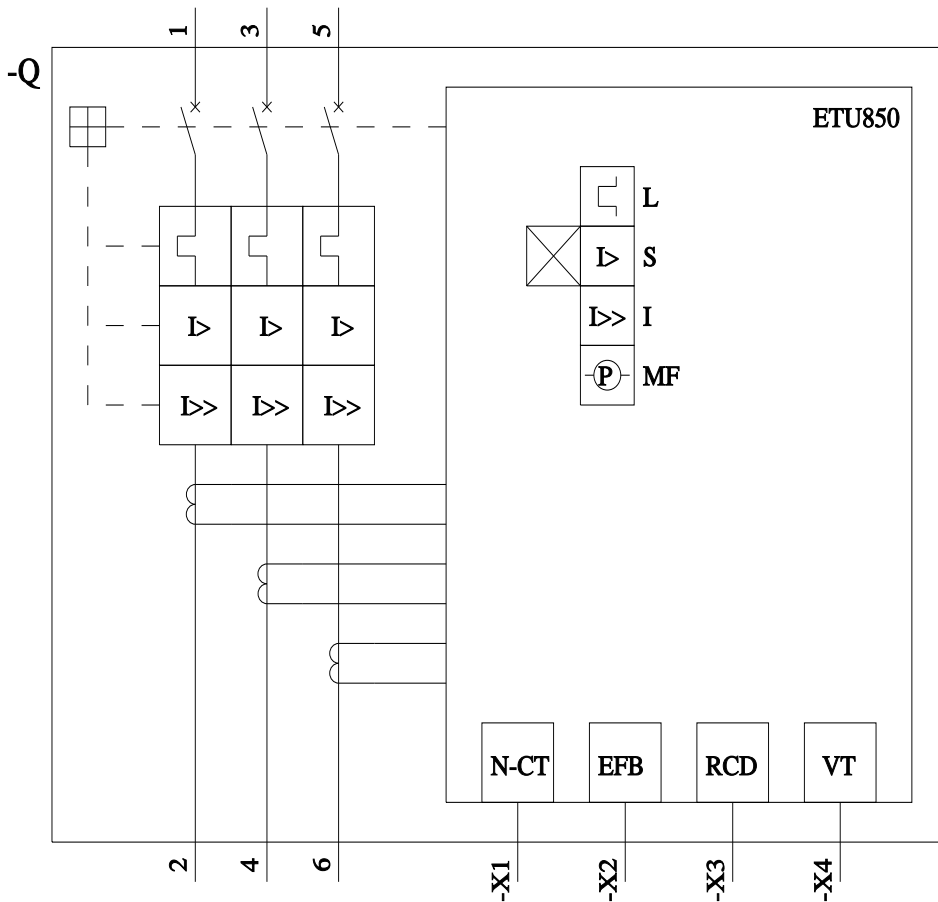 1 3 5
-Q
ETU850
L
I> S
I> I> I>
I>> I
I>> I>> I>>
P MF
N-CT EFB RCD VT
2 4 6 -X1 -X2 -X3 -X4